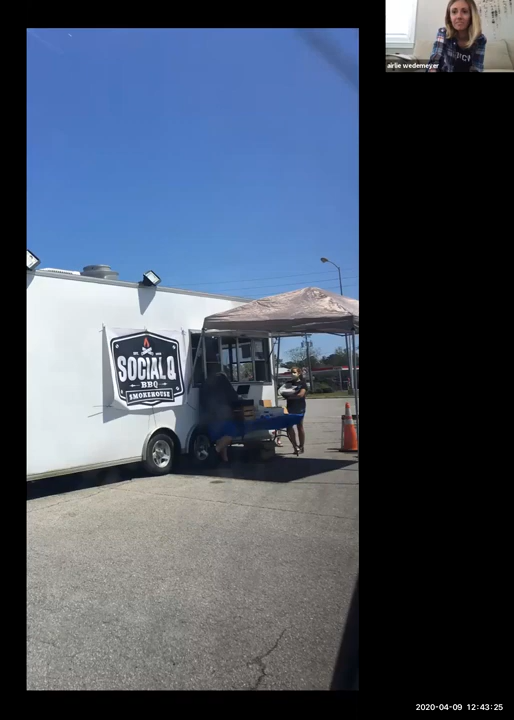 airlie wedemeyer
SOCIAL Q
BBQ
SMOKEHOUSE
2020-04-09 12:43:25